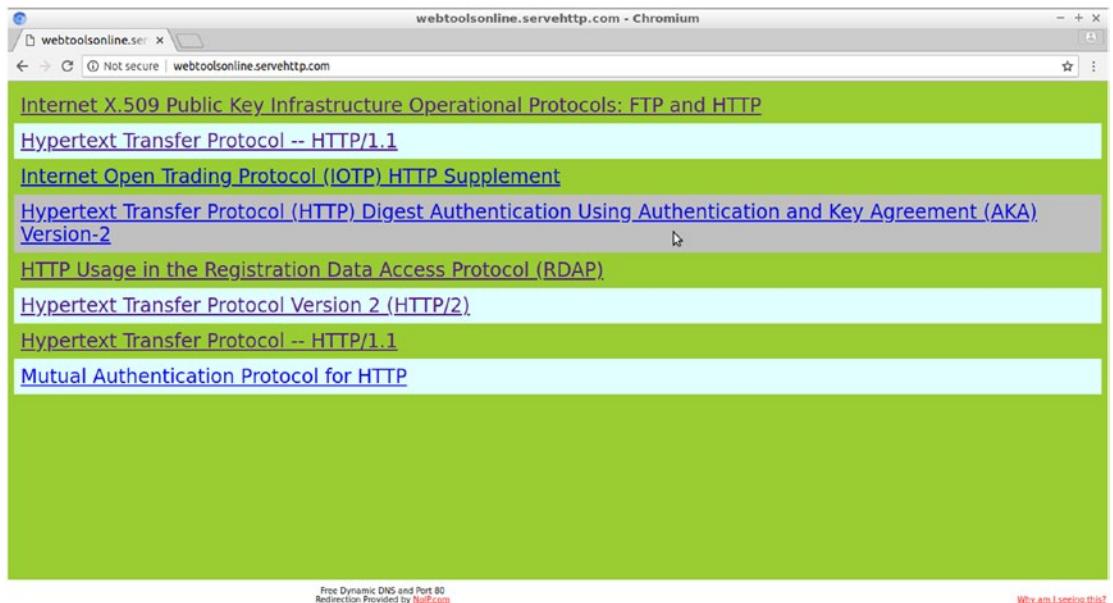 webtoolsonline.servehttp.com - Chromium
webtoolsonline.ser
Not secure | webtoolsonline.servehttp.com
Internet X.509 Public Key Infrastructure Operational Protocols: FTP and HTTP
Hypertext Transfer Protocol -- HTTP/1.1
Internet Open Trading Protocol (IOTP) HTTP Supplement
Hypertext Transfer Protocol (HTTP) Digest Authentication Using Authentication and Key Agreement (AKA)
Version-2
HTTP Usage in the Registration Data Access Protocol (RDAP)
Hypertext Transfer Protocol Version 2 (HTTP/2)
Hypertext Transfer Protocol -- HTTP/1.1
Mutual Authentication Protocol for HTTP
Free Dynamic DNS and Port 80
Redirection Provided by NoIP.com
Why am I seeing this?